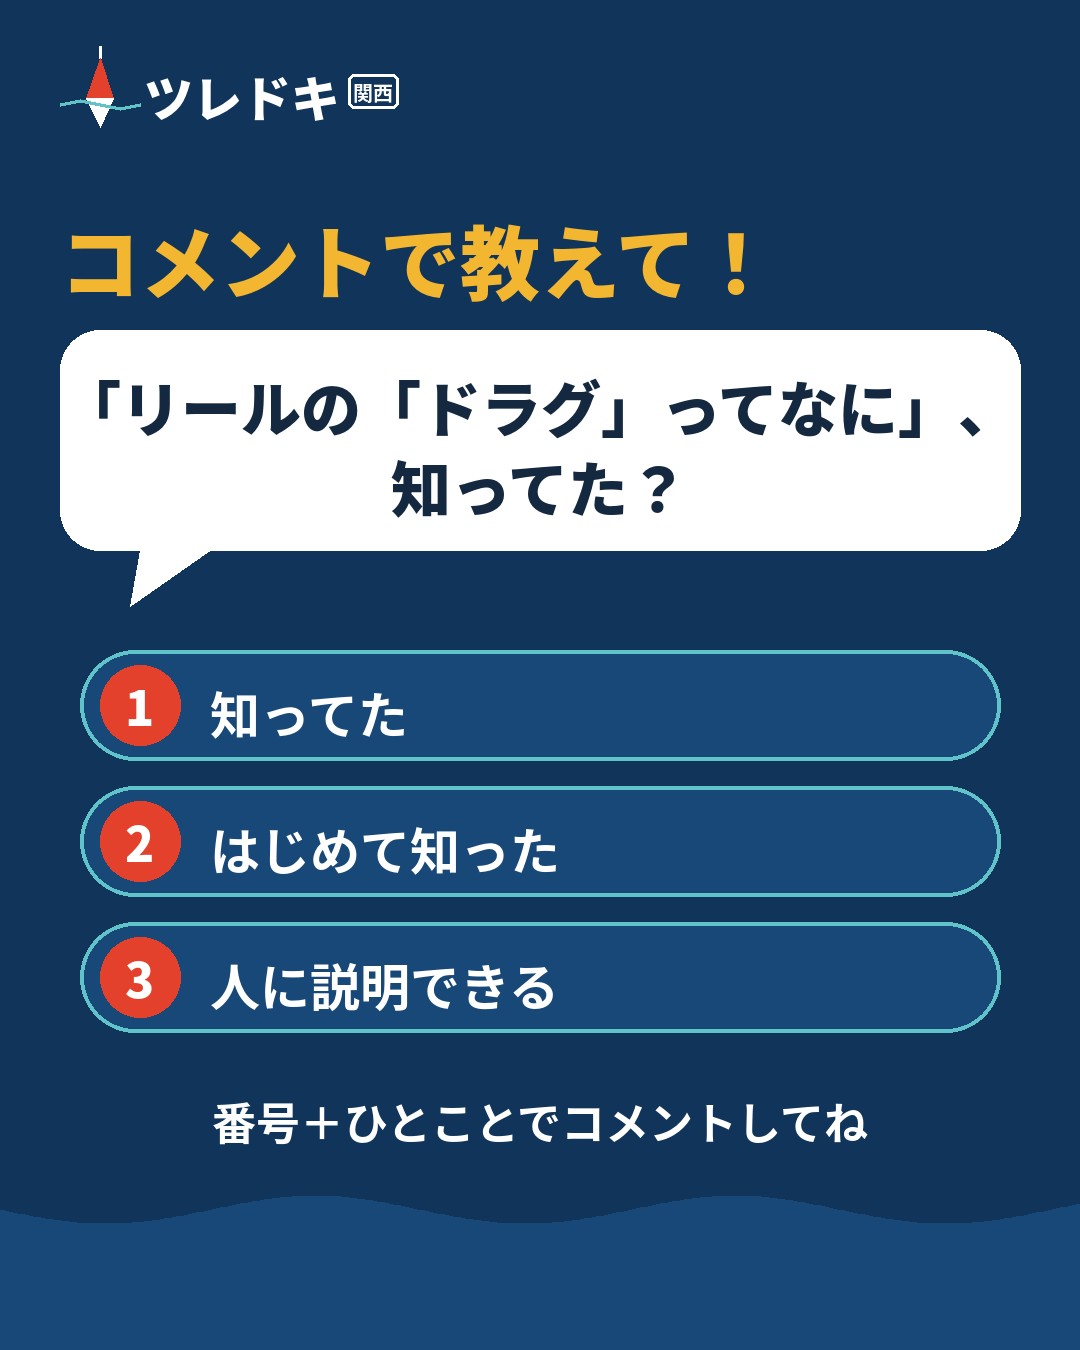 ツレドキ 関西
コメントで教えて！
「リールの「ドラグ」ってなに」、
知ってた？
1 知ってた
2 はじめて知った
3 人に説明できる
番号＋ひとことでコメントしてね